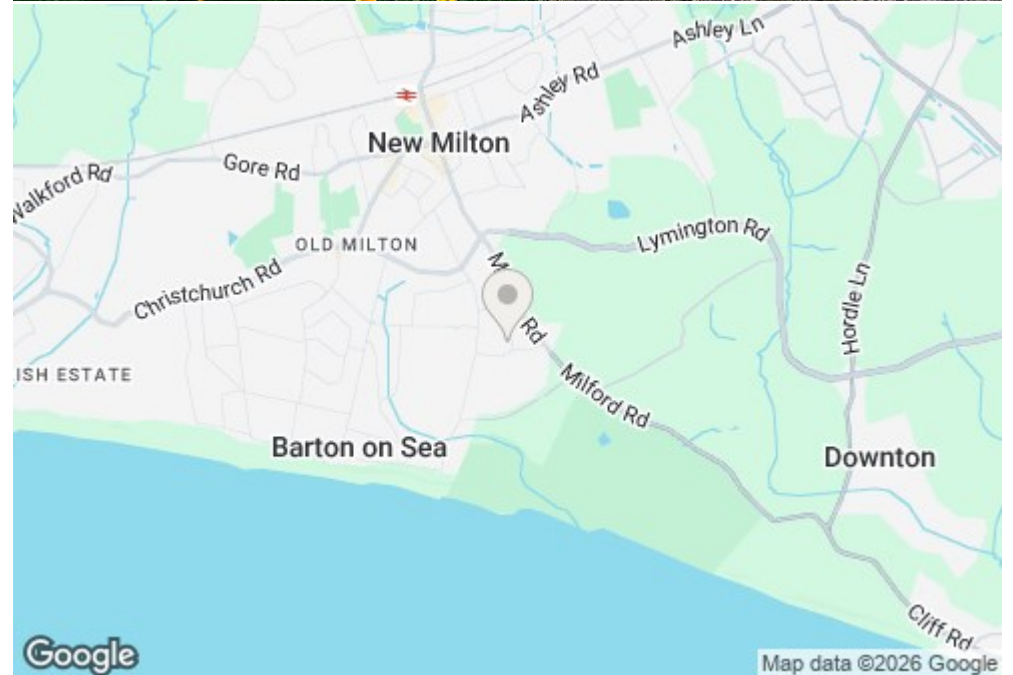 Ashley Ln
Ashley Rd
New Milton
Gore Rd
Walkford Rd
OLD MILTON
Lymington Rd
Christchurch Rd
Hordle Ln
Rd
ISH ESTATE
Milford Rd
Barton on Sea
Downton
Cliff Rd
Google
Map data ©2026 Google